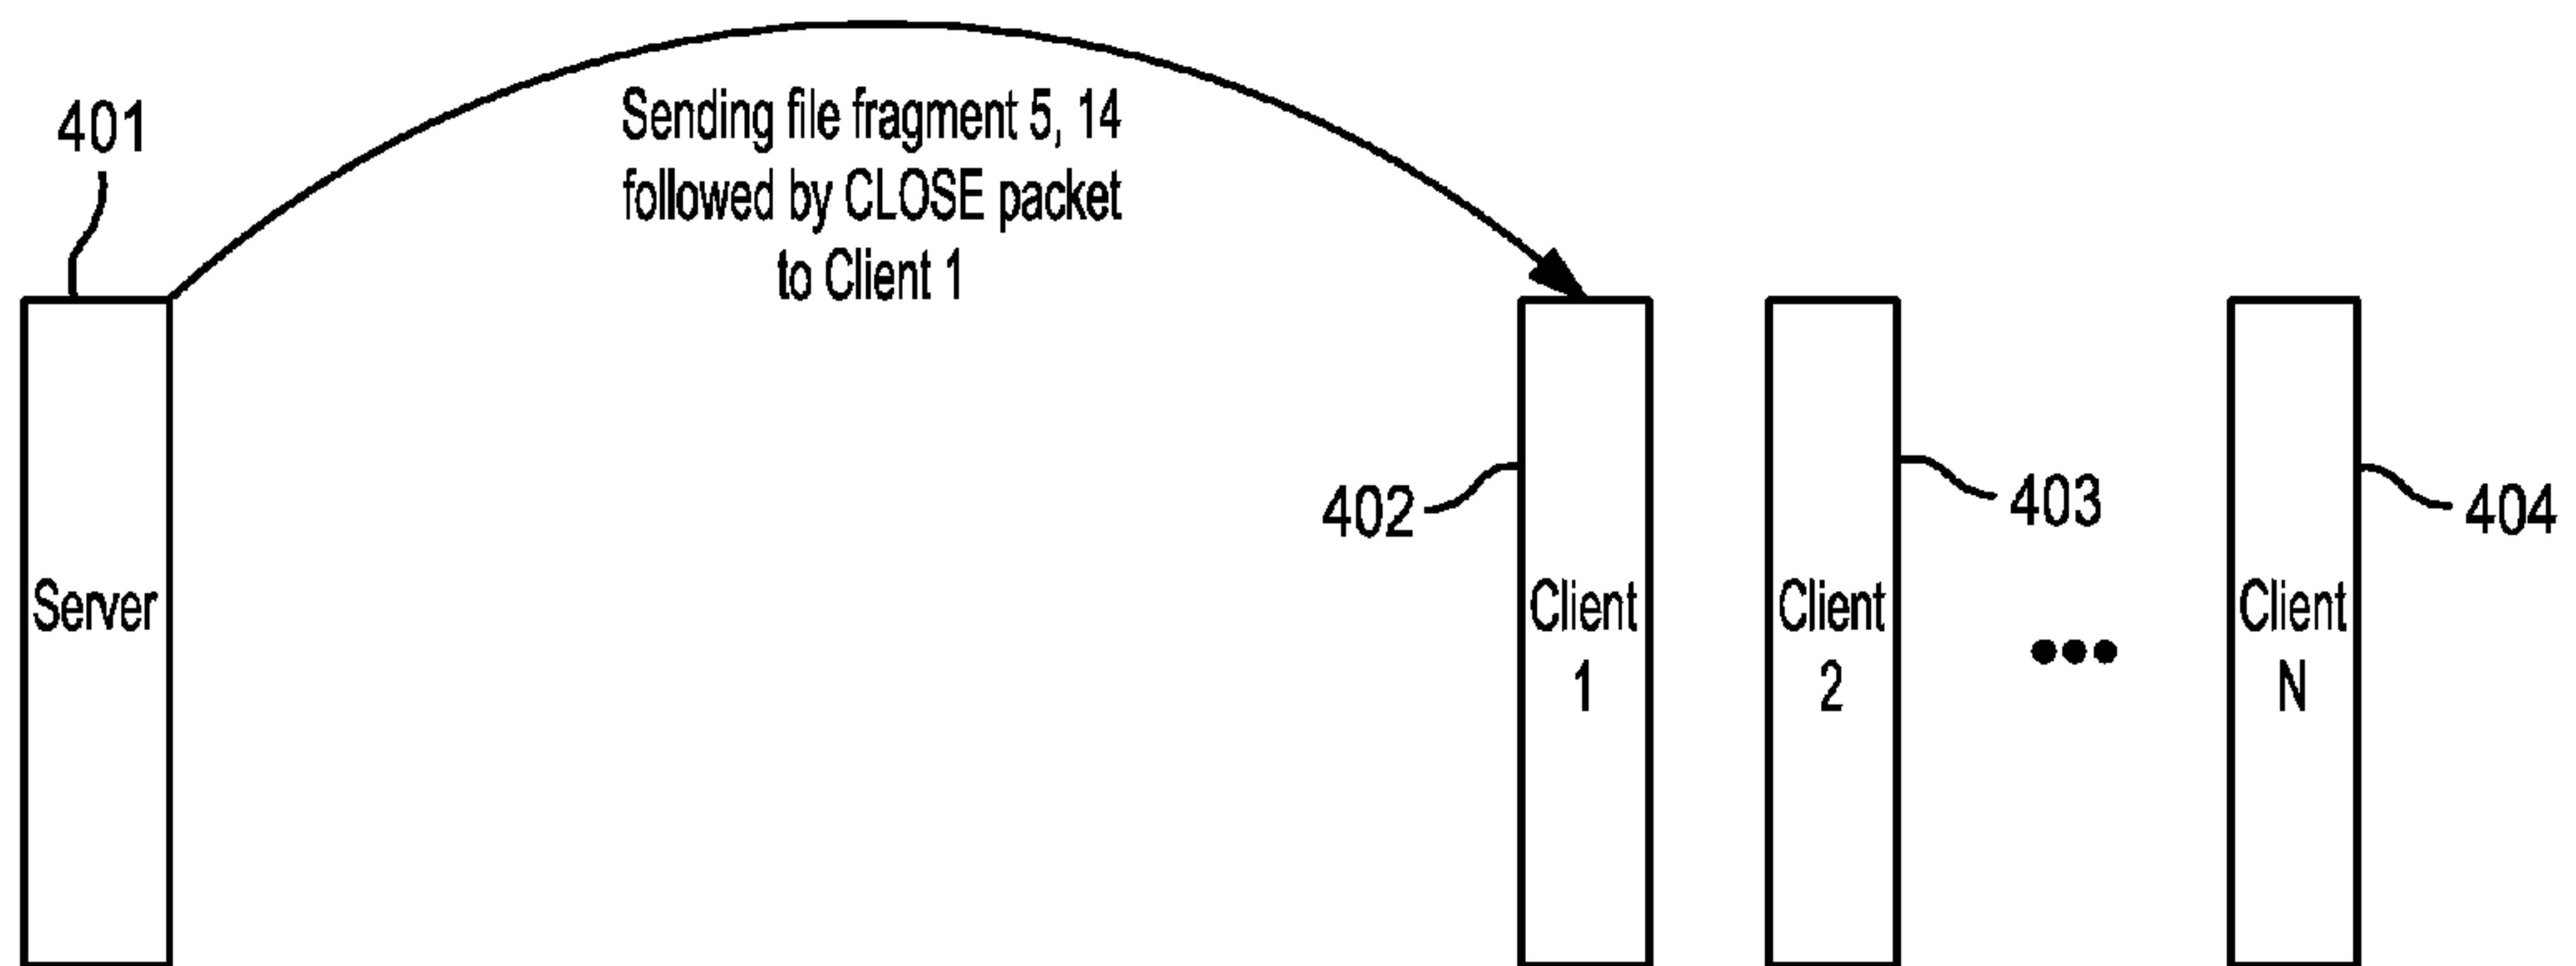 401
Sending file fragment 5, 14
followed by CLOSE packet
to Client 1
402
403
404
Server
Client
1
Client
2
Client
N